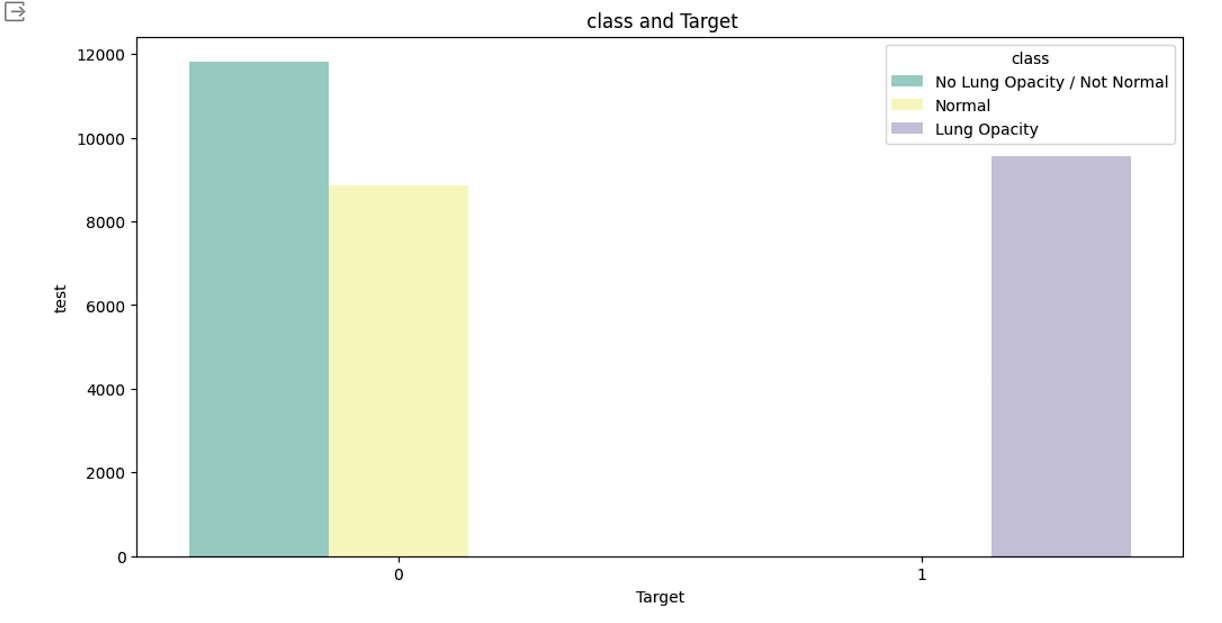 class and Target
12000
10000
8000
6000
4000
2000
0
test
class
No Lung Opacity / Not Normal
Normal
Lung Opacity
0
1
Target